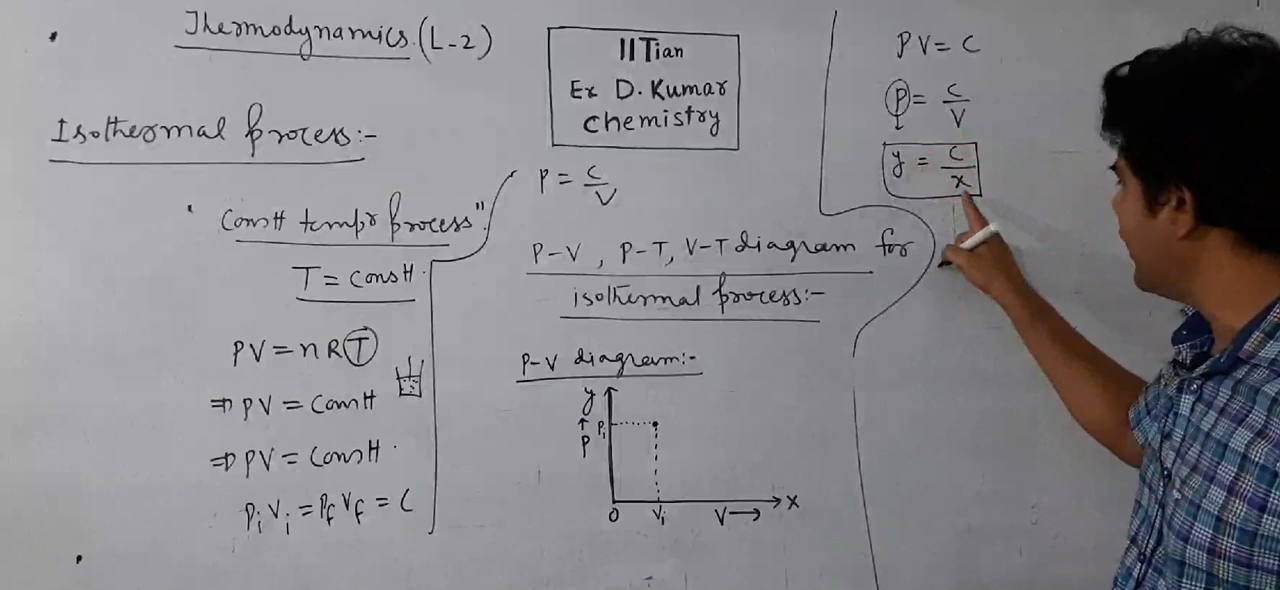 Thermodynamics (L-2)
IITian
Ex D. Kumar
Chemistry
Isothermal process:-
"Constt tempr process"
T = constt.
PV = nRT
⇒ PV = Constt
⇒ PV = Constt.
PiVi = PfVf = C
P = C/V
P-V, P-T, V-T diagram for
isothermal process:-
P-V diagram:-
y
↑
P
Pi
0
Vi
V→
X
PV = C
P = C/V
y = C/x